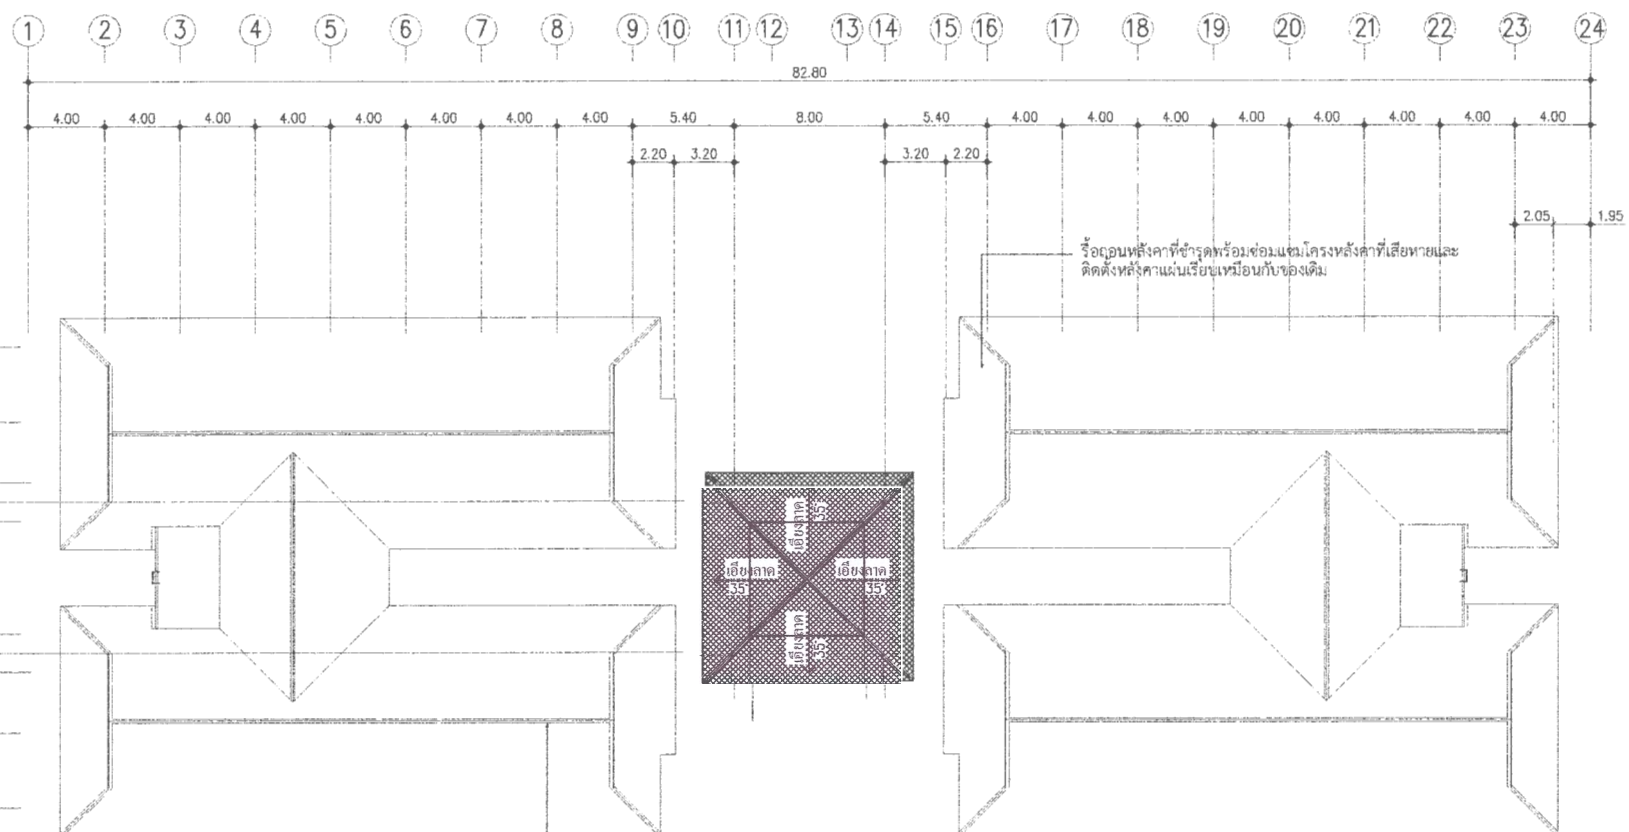 1 2 3 4 5 6 7 8 9 10 11 12 13 14 15 16 17 18 19 20 21 22 23 24
82.80
4.00 4.00 4.00 4.00 4.00 4.00 4.00 4.00 5.40 8.00 5.40 4.00 4.00 4.00 4.00 4.00 4.00 4.00 4.00
2.20 3.20 3.20 2.20
2.05 1.95
รื้อถอนหลังคาที่ชำรุดพร้อมซ่อมแซมโครงหลังคาที่เสียหายและ
ติดตั้งหลังคาแผ่นเรียบเหมือนกับของเดิม
เอียงลาด
35°
เอียงลาด
35°
เอียงลาด
35°
เอียงลาด
35°